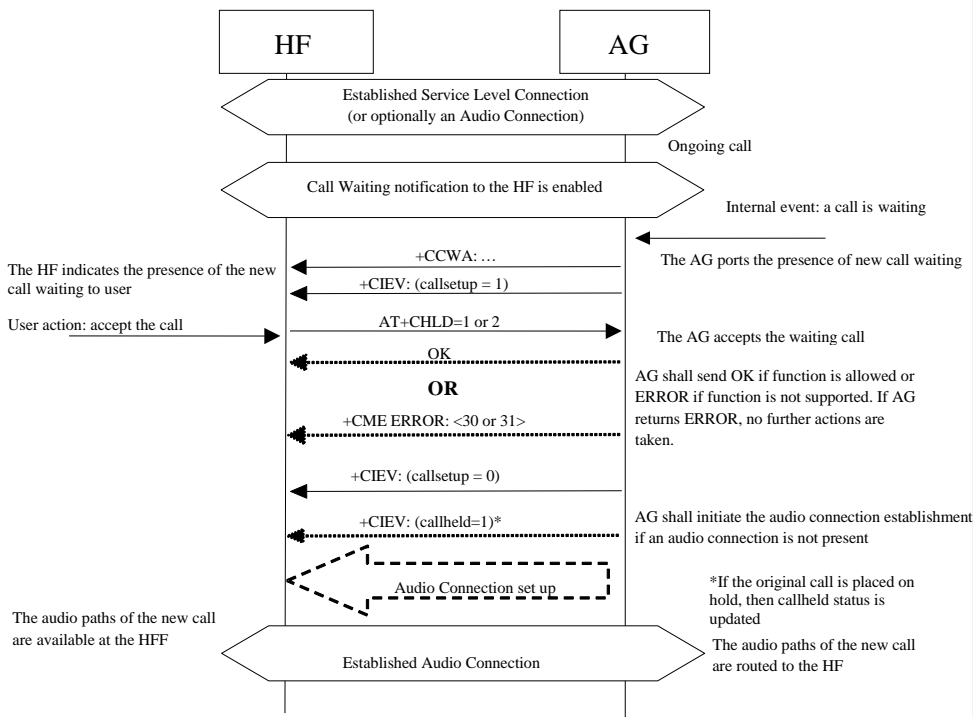 HF
AG
Established Service Level Connection
(or optionally an Audio Connection)
Ongoing call
Call Waiting notification to the HF is enabled
Internal event: a call is waiting
+CCWA: …
The AG ports the presence of new call waiting
The HF indicates the presence of the new
call waiting to user
+CIEV: (callsetup = 1)
User action: accept the call
AT+CHLD=1 or 2
The AG accepts the waiting call
OK
AG shall send OK if function is allowed or
ERROR if function is not supported. If AG
returns ERROR, no further actions are
taken.
OR
+CME ERROR: <30 or 31>
+CIEV: (callsetup = 0)
+CIEV: (callheld=1)*
AG shall initiate the audio connection establishment
if an audio connection is not present
Audio Connection set up
*If the original call is placed on
hold, then callheld status is
updated
The audio paths of the new call
are available at the HFF
Established Audio Connection
The audio paths of the new call
are routed to the HF